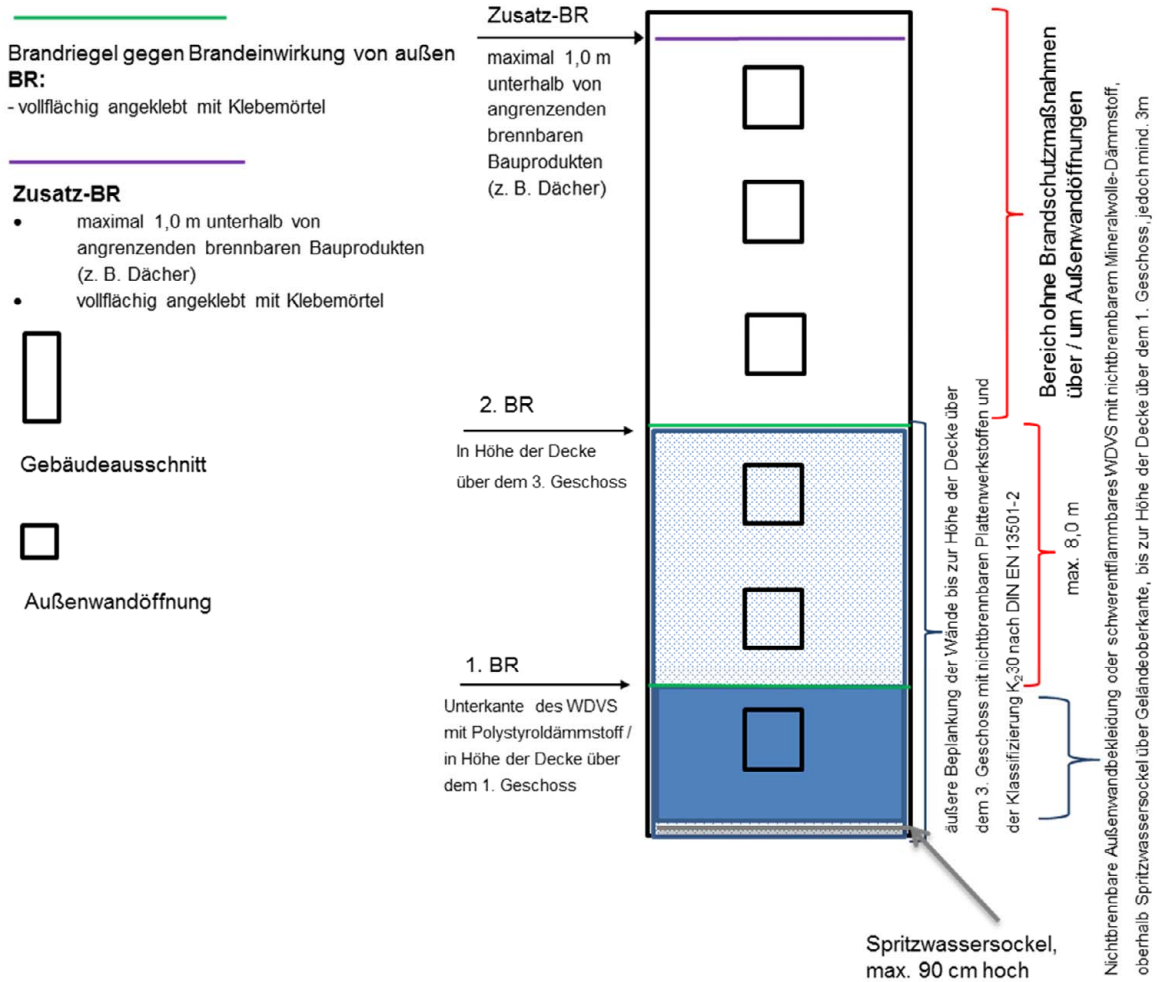 Brandriegel gegen Brandeinwirkung von außen
BR:
- vollflächig angeklebt mit Klebemörtel
Zusatz-BR
• maximal 1,0 m unterhalb von
angrenzenden brennbaren Bauprodukten
(z. B. Dächer)
• vollflächig angeklebt mit Klebemörtel
Gebäudeausschnitt
Außenwandöffnung
Zusatz-BR
maximal 1,0 m
unterhalb von
angrenzenden
brennbaren
Bauprodukten
(z. B. Dächer)
2. BR
In Höhe der Decke
über dem 3. Geschoss
1. BR
Unterkante des WDVS
mit Polystyroldämmstoff /
in Höhe der Decke über
dem 1. Geschoss
äußere Beplankung der Wände bis zur Höhe der Decke über
dem 3. Geschoss mit nichtbrennbaren Plattenwerkstoffen und
der Klassifizierung K₂30 nach DIN EN 13501-2
max. 8,0 m
Bereich ohne Brandschutzmaßnahmen
über / um Außenwandöffnungen
Nichtbrennbare Außenwandbekleidung oder schwerentflammbares WDVS mit nichtbrennbarem Mineralwolle-Dämmstoff,
oberhalb Spritzwassersockel über Geländeoberkante, bis zur Höhe der Decke über dem 1. Geschoss, jedoch mind. 3m
Spritzwassersockel,
max. 90 cm hoch